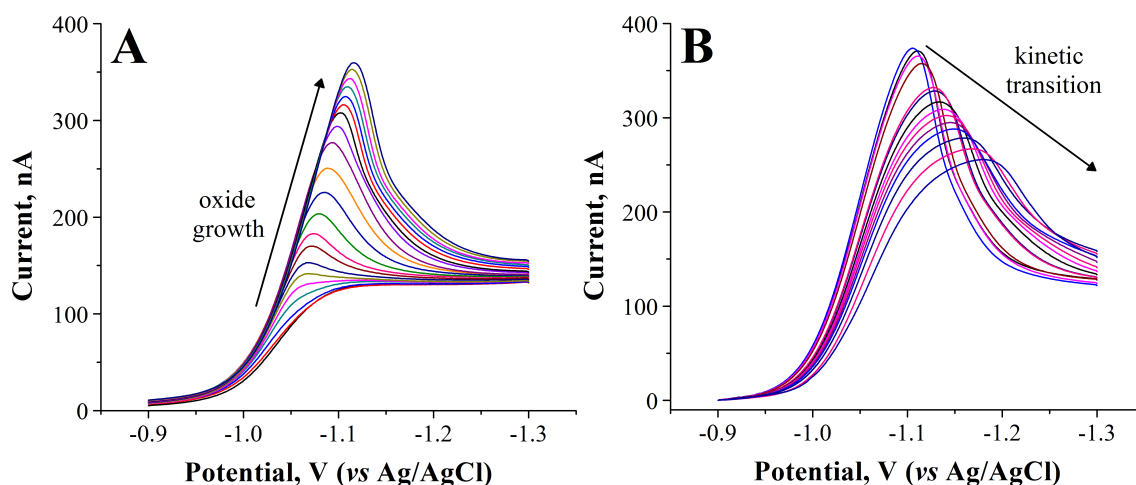 A
400
300
200
100
0
Current, nA
oxide
growth
-0.9
-1.0
-1.1
-1.2
-1.3
Potential, V (vs Ag/AgCl)
B
400
300
200
100
0
Current, nA
kinetic
transition
-0.9
-1.0
-1.1
-1.2
-1.3
Potential, V (vs Ag/AgCl)